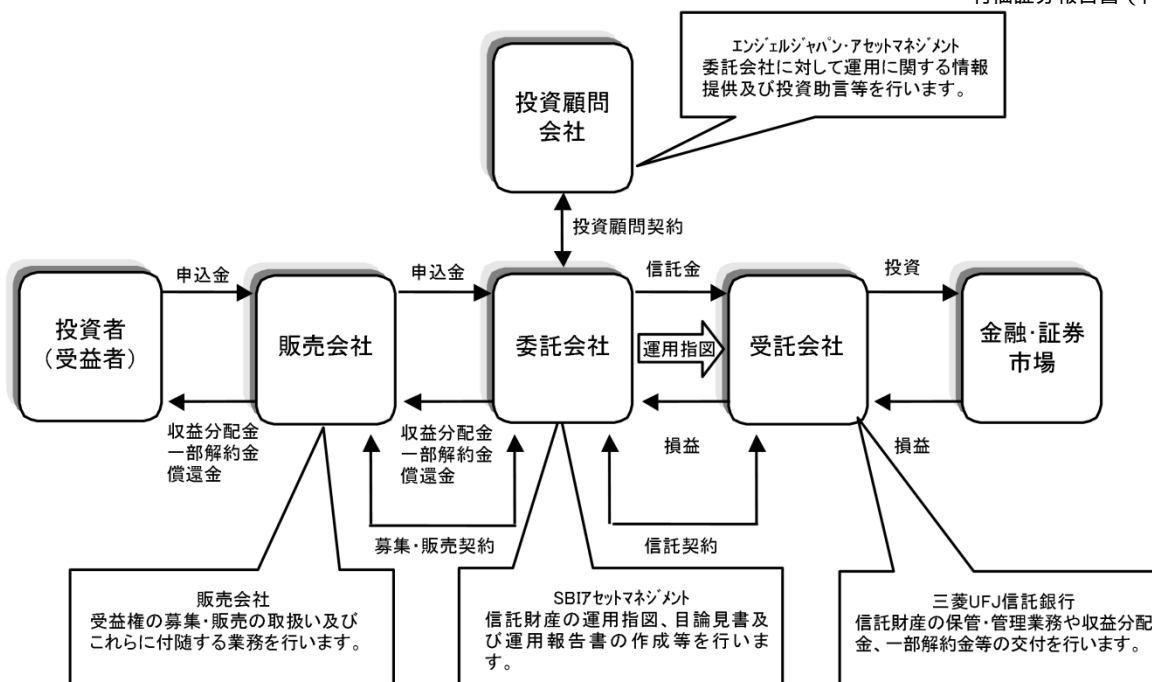 エンジェルジャパン・アセットマネジメント
委託会社に対して運用に関する情報
提供及び投資助言等を行います。
投資顧問
会社
投資顧問契約
申込金
申込金
信託金
投資
投資者
(受益者)
販売会社
委託会社
運用指図
受託会社
金融・証券
市場
収益分配金
一部解約金
償還金
収益分配金
一部解約金
償還金
損益
損益
募集・販売契約
信託契約
販売会社
受益権の募集・販売の取扱い及び
これらに付随する業務を行います。
SBIアセットマネジメント
信託財産の運用指図、目論見書及
び運用報告書の作成等を行いま
す。
三菱UFJ信託銀行
信託財産の保管・管理業務や収益分配
金、一部解約金等の交付を行います。